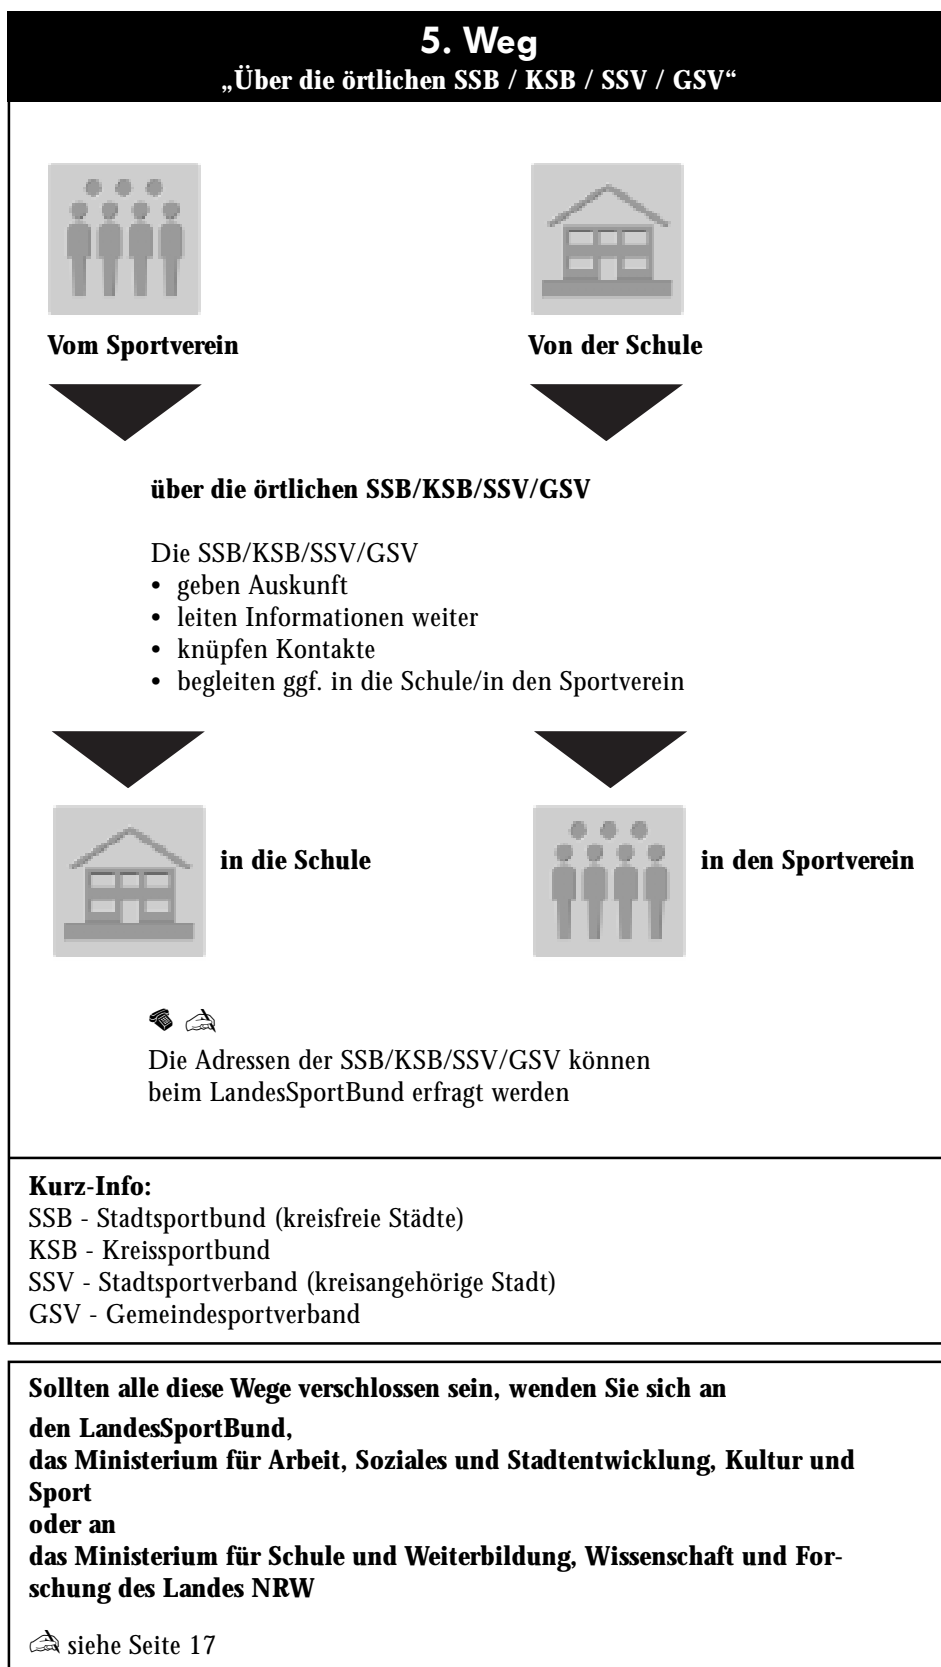 5. Weg
„Über die örtlichen SSB / KSB / SSV / GSV“
Vom Sportverein
Von der Schule
über die örtlichen SSB/KSB/SSV/GSV
Die SSB/KSB/SSV/GSV
• geben Auskunft
• leiten Informationen weiter
• knüpfen Kontakte
• begleiten ggf. in die Schule/in den Sportverein
in die Schule
in den Sportverein
Die Adressen der SSB/KSB/SSV/GSV können
beim LandesSportBund erfragt werden
Kurz-Info:
SSB - Stadtsportbund (kreisfreie Städte)
KSB - Kreissportbund
SSV - Stadtsportverband (kreisangehörige Stadt)
GSV - Gemeindesportverband
Sollten alle diese Wege verschlossen sein, wenden Sie sich an
den LandesSportBund,
das Ministerium für Arbeit, Soziales und Stadtentwicklung, Kultur und
Sport
oder an
das Ministerium für Schule und Weiterbildung, Wissenschaft und For-
schung des Landes NRW
siehe Seite 17